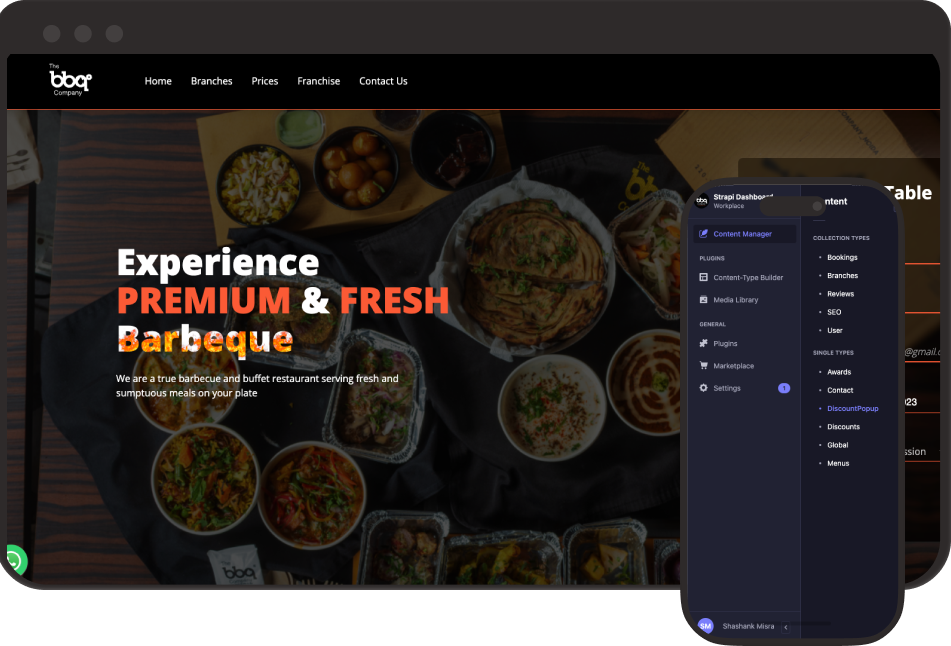 The
bbq
Company
Home
Branches
Prices
Franchise
Contact Us
Experience
PREMIUM & FRESH
Barbeque
We are a true barbecue and buffet restaurant serving fresh and
sumptuous meals on your plate
bbq
Table
@gmail.c
023
ssion
bbq
Strapi Dashboard
Workplace
Content Manager
PLUGINS
Content-Type Builder
Media Library
GENERAL
Plugins
Marketplace
Settings
1
SM
Shashank Misra
ntent
COLLECTION TYPES
Bookings
Branches
Reviews
SEO
User
SINGLE TYPES
Awards
Contact
DiscountPopup
Discounts
Global
Menus